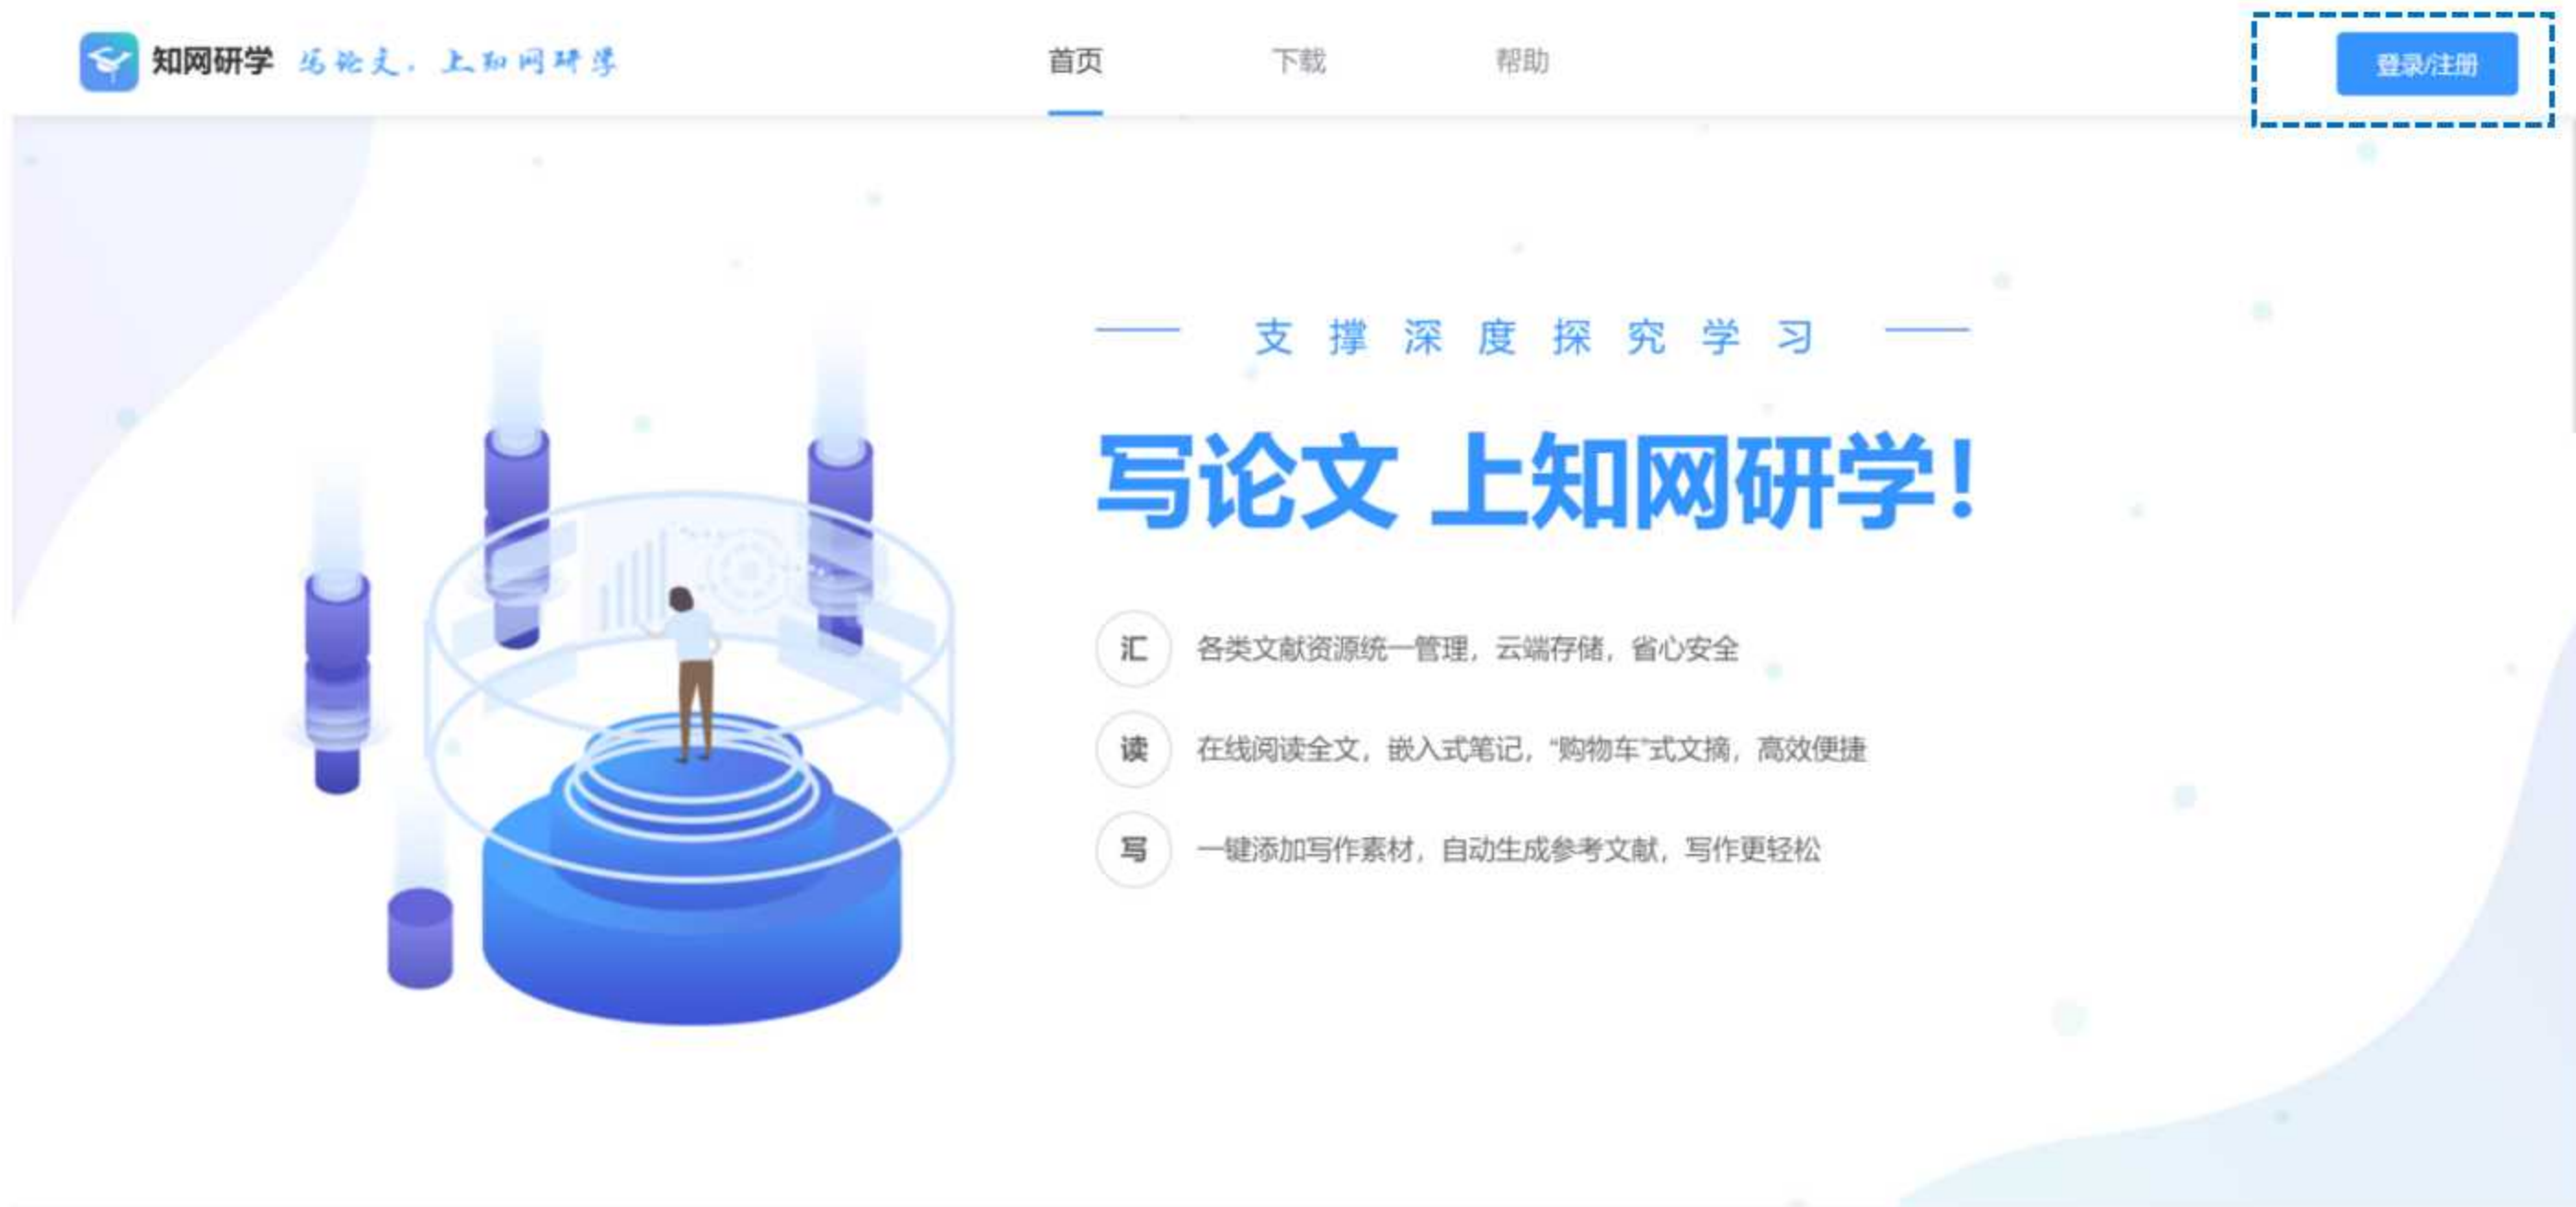 知网研学 写论文，上知网研学 首页 下载 帮助 登录/注册
支撑深度探究学习
写论文 上知网研学！
汇 各类文献资源统一管理，云端存储，省心安全
读 在线阅读全文，嵌入式笔记，“购物车”式文摘，高效便捷
写 一键添加写作素材，自动生成参考文献，写作更轻松